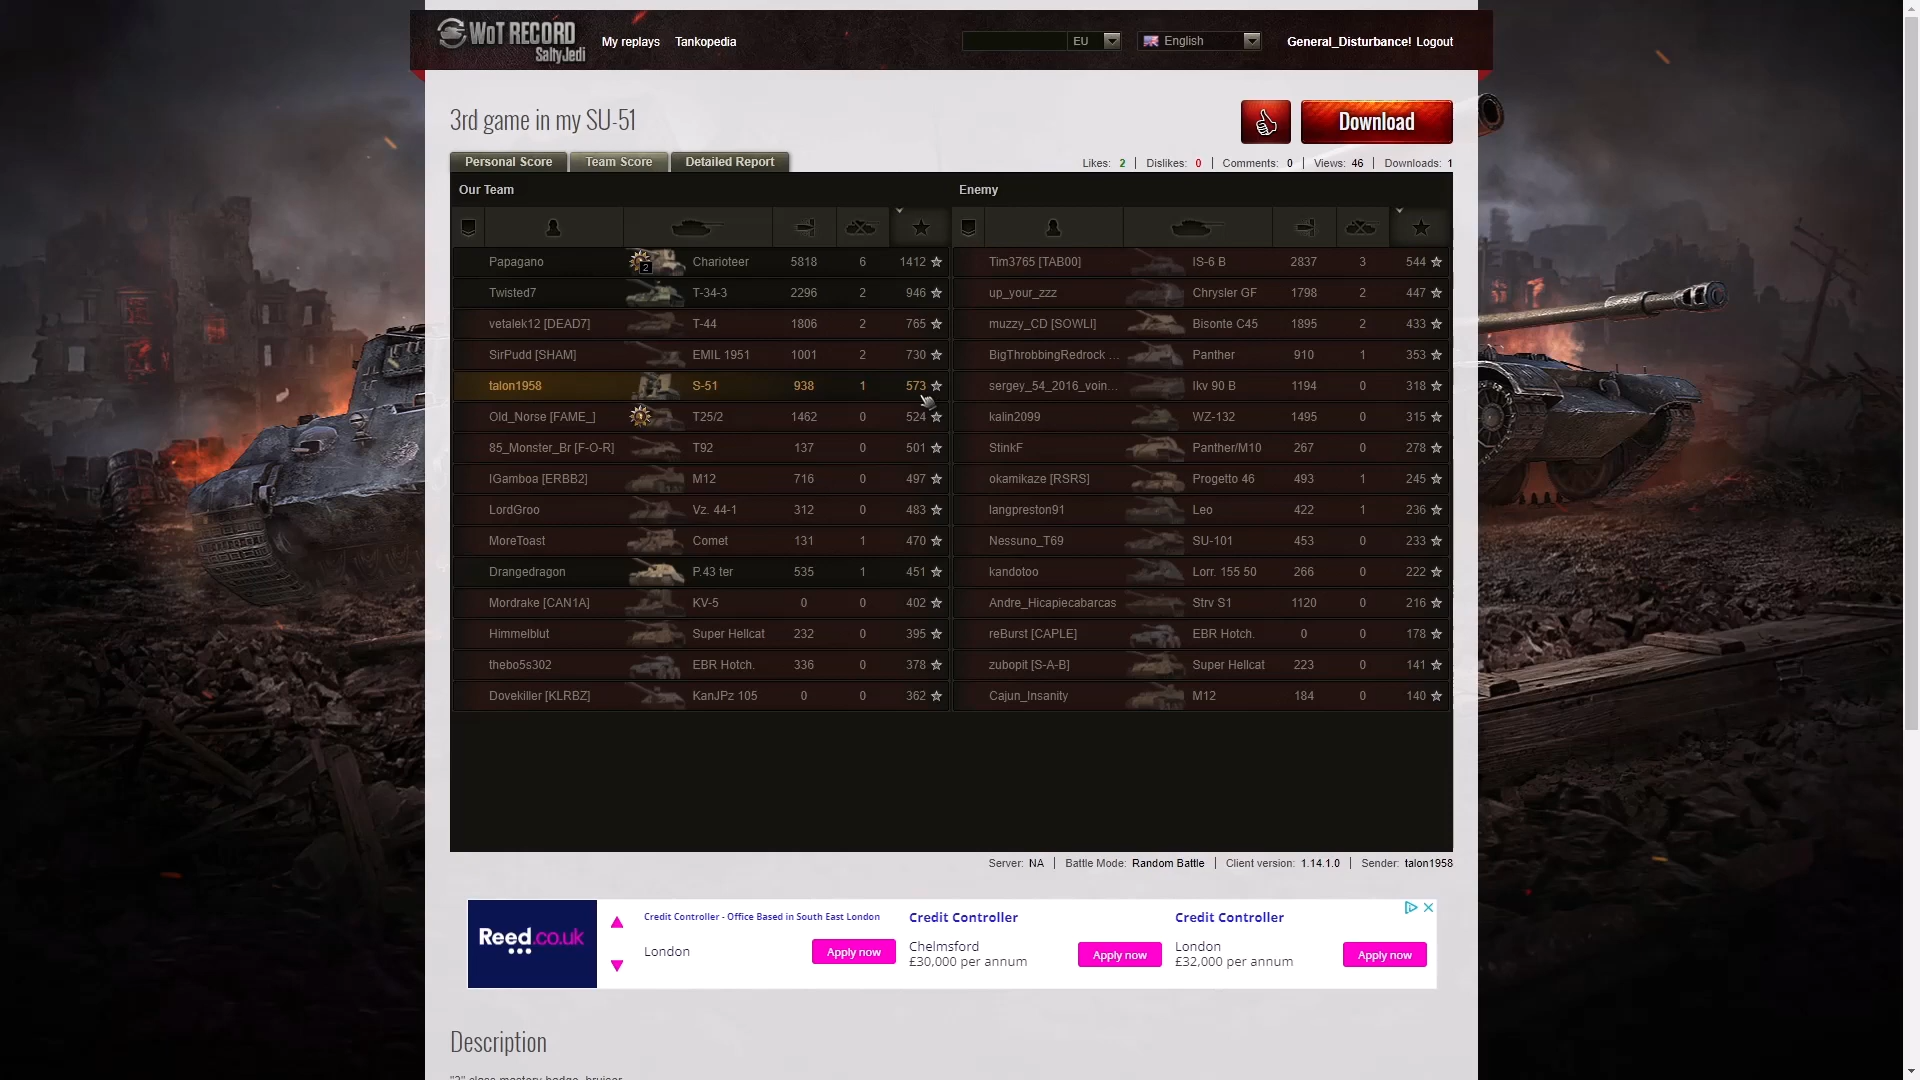 WoT RECORD
SaltyJedi
My replays
Tankopedia
EU
English
General_Disturbance! Logout
3rd game in my SU-51
Download
Personal Score
Team Score
Detailed Report
Likes: 2 | Dislikes: 0 | Comments: 0 | Views: 46 | Downloads: 1
Our Team
Enemy
Papagano 2 Charioteer 5818 6 1412
Tim3765 [TAB00] IS-6 B 2837 3 544
Twisted7 T-34-3 2296 2 946
up_your_zzz Chrysler GF 1798 2 447
vetalek12 [DEAD7] T-44 1806 2 765
muzzy_CD [SOWLI] Bisonte C45 1895 2 433
SirPudd [SHAM] EMIL 1951 1001 2 730
BigThrobbingRedrock ... Panther 910 1 353
talon1958 S-51 938 1 573
sergey_54_2016_voin... Ikv 90 B 1194 0 318
Old_Norse [FAME_] T25/2 1462 0 524
kalin2099 WZ-132 1495 0 315
85_Monster_Br [F-O-R] T92 137 0 501
StinkF Panther/M10 267 0 278
IGamboa [ERBB2] M12 716 0 497
okamikaze [RSRS] Progetto 46 493 1 245
LordGroo Vz. 44-1 312 0 483
langpreston91 Leo 422 1 236
MoreToast Comet 131 1 470
Nessuno_T69 SU-101 453 0 233
Drangedragon P.43 ter 535 1 451
kandotoo Lorr. 155 50 266 0 222
Mordrake [CAN1A] KV-5 0 0 402
Andre_Hicapiecabarcas Strv S1 1120 0 216
Himmelblut Super Hellcat 232 0 395
reBurst [CAPLE] EBR Hotch. 0 0 178
thebo5s302 EBR Hotch. 336 0 378
zubopit [S-A-B] Super Hellcat 223 0 141
Dovekiller [KLRBZ] KanJPz 105 0 0 362
Cajun_Insanity M12 184 0 140
Server: NA | Battle Mode: Random Battle | Client version: 1.14.1.0 | Sender: talon1958
Reed.co.uk
Credit Controller - Office Based in South East London
London
Apply now
Credit Controller
Chelmsford
£30,000 per annum
Apply now
Credit Controller
London
£32,000 per annum
Apply now
Description